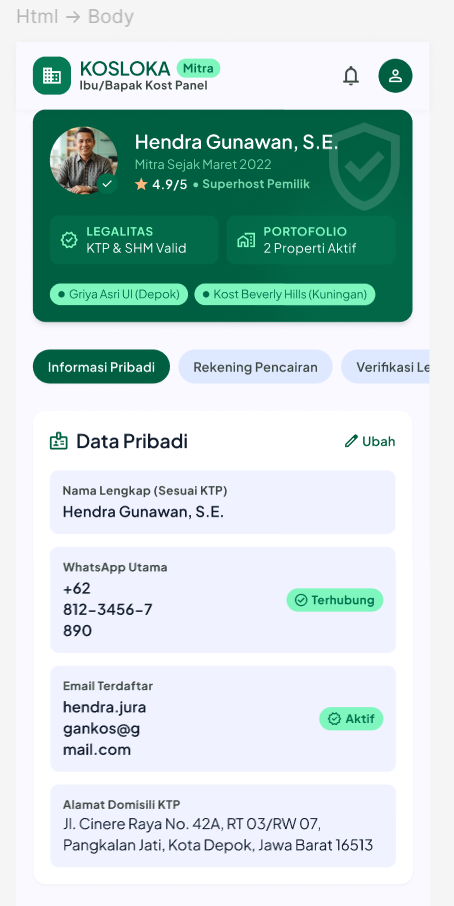 Html → Body
KOSLOKA Mitra
Ibu/Bapak Kost Panel
Hendra Gunawan, S.E.
Mitra Sejak Maret 2022
4.9/5 • Superhost Pemilik
LEGALITAS
KTP & SHM Valid
PORTOFOLIO
2 Properti Aktif
Griya Asri UI (Depok)
Kost Beverly Hills (Kuningan)
Informasi Pribadi
Rekening Pencairan
Verifikasi Le
Data Pribadi
Ubah
Nama Lengkap (Sesuai KTP)
Hendra Gunawan, S.E.
WhatsApp Utama
+62
812-3456-7
890
Terhubung
Email Terdaftar
hendra.jura
gankos@g
mail.com
Aktif
Alamat Domisili KTP
Jl. Cinere Raya No. 42A, RT 03/RW 07,
Pangkalan Jati, Kota Depok, Jawa Barat 16513